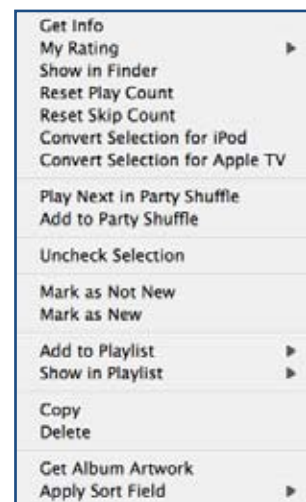 Get Info
My Rating
Show in Finder
Reset Play Count
Reset Skip Count
Convert Selection for iPod
Convert Selection for Apple TV
Play Next in Party Shuffle
Add to Party Shuffle
Uncheck Selection
Mark as Not New
Mark as New
Add to Playlist
Show in Playlist
Copy
Delete
Get Album Artwork
Apply Sort Field